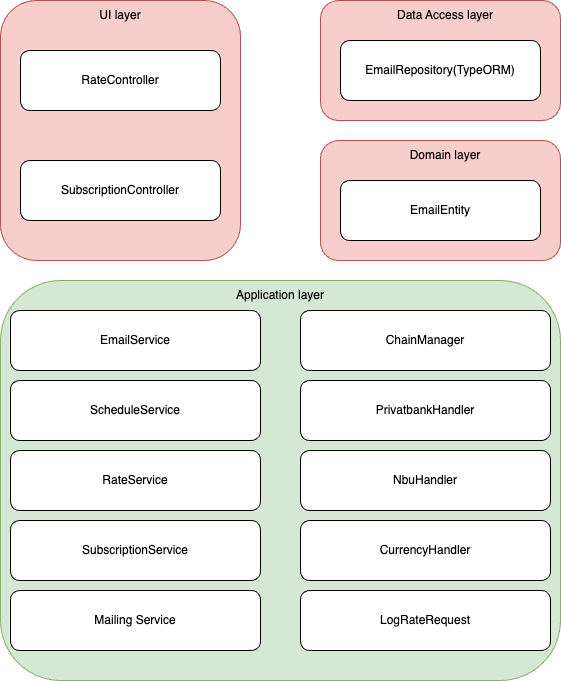 UI layer
RateController
SubscriptionController
Data Access layer
EmailRepository(TypeORM)
Domain layer
EmailEntity
Application layer
EmailService
ChainManager
ScheduleService
PrivatbankHandler
RateService
NbuHandler
SubscriptionService
CurrencyHandler
Mailing Service
LogRateRequest